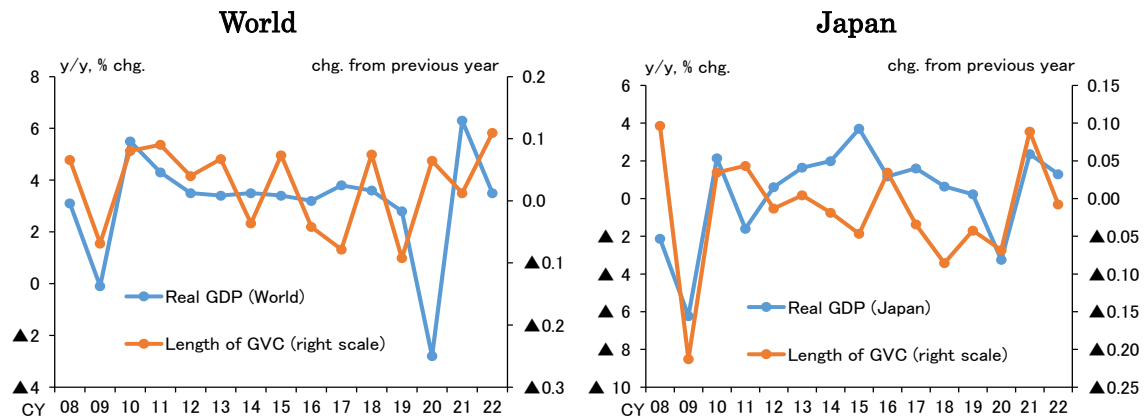 World
y/y, % chg.
chg. from previous year
8
6
4
2
0
▲2
▲4
0.2
0.1
0.0
▲0.1
▲0.2
▲0.3
Real GDP (World)
Length of GVC (right scale)
CY 08 09 10 11 12 13 14 15 16 17 18 19 20 21 22
Japan
y/y, % chg.
chg. from previous year
6
4
2
0
▲2
▲4
▲6
▲8
▲10
0.15
0.10
0.05
0.00
▲0.05
▲0.10
▲0.15
▲0.20
▲0.25
Real GDP (Japan)
Length of GVC (right scale)
CY 08 09 10 11 12 13 14 15 16 17 18 19 20 21 22